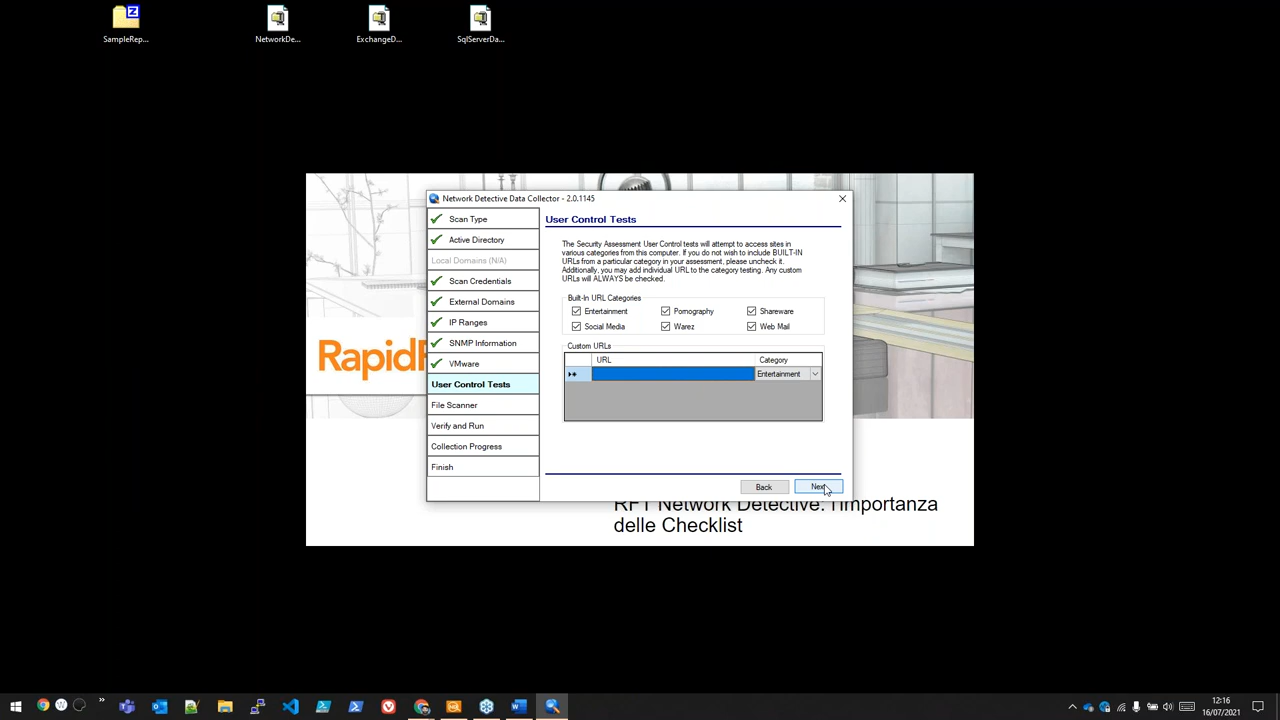 SampleRep...
NetworkDe...
ExchangeD...
SqlServerDa...
Network Detective Data Collector - 2.0.1145
Scan Type
Active Directory
Local Domains (N/A)
Scan Credentials
External Domains
IP Ranges
SNMP Information
VMware
User Control Tests
File Scanner
Verify and Run
Collection Progress
Finish
User Control Tests
The Security Assessment User Control tests will attempt to access sites in
various categories from this computer. If you do not wish to include BUILT-IN
URLs from a particular category in your assessment, please uncheck it.
Additionally, you may add individual URL to the category testing. Any custom
URLs will ALWAYS be checked.
Built-In URL Categories
Entertainment
Pornography
Shareware
Social Media
Warez
Web Mail
Custom URLs
URL
Category
Entertainment
Back
Next
RapidF
RFT Network Detective: l'importanza
delle Checklist
12:16
16/07/2021